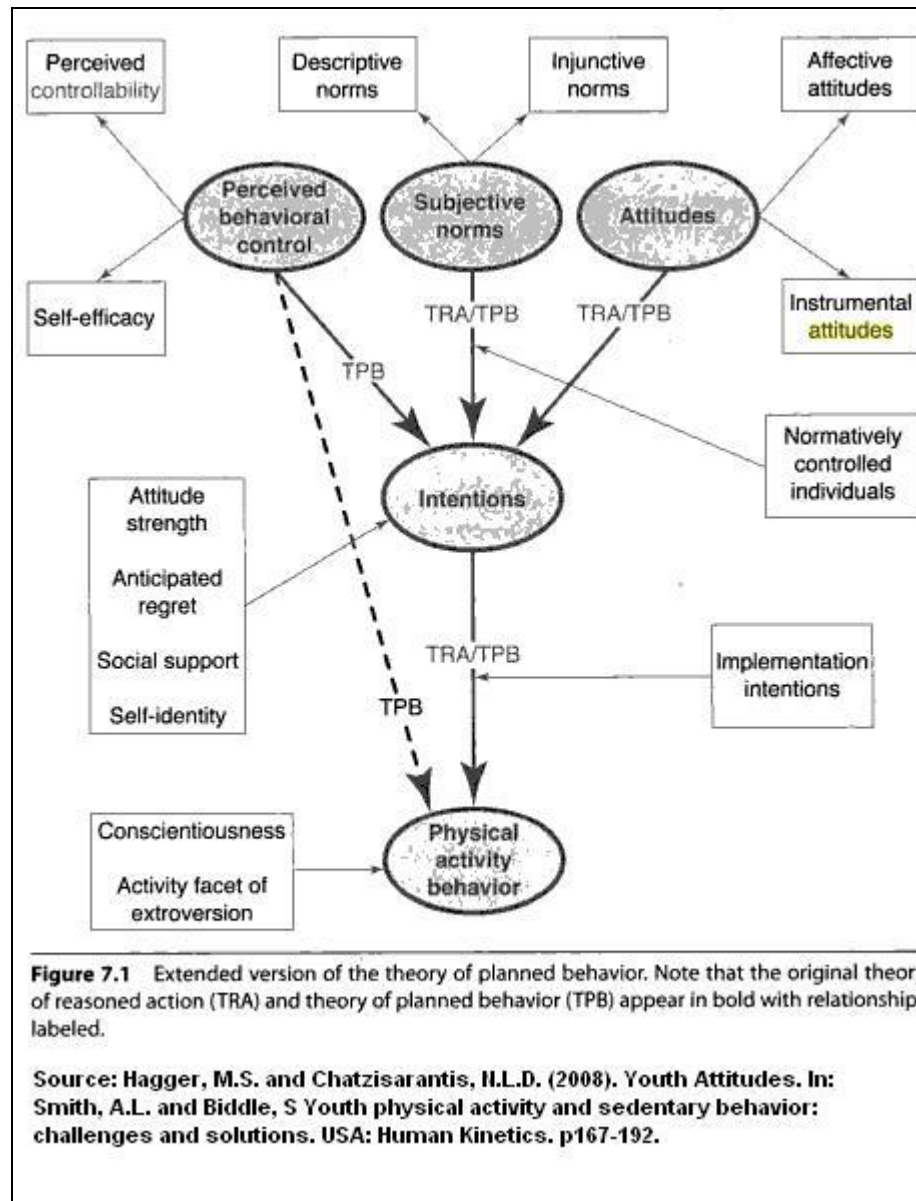 Perceived
controllability
Descriptive
norms
Injunctive
norms
Affective
attitudes
Perceived
behavioral
control
Subjective
norms
Attitudes
Self-efficacy
TRA/TPB
TRA/TPB
Instrumental
attitudes
TPB
Normatively
controlled
individuals
Intentions
Attitude
strength
Anticipated
regret
Social support
Self-identity
TRA/TPB
Implementation
intentions
TPB
Conscientiousness
Activity facet of
extroversion
Physical
activity
behavior
Figure 7.1 Extended version of the theory of planned behavior. Note that the original theor
of reasoned action (TRA) and theory of planned behavior (TPB) appear in bold with relationship
labeled.
Source: Hagger, M.S. and Chatzisarantis, N.L.D. (2008). Youth Attitudes. In:
Smith, A.L. and Biddle, S Youth physical activity and sedentary behavior:
challenges and solutions. USA: Human Kinetics. p167-192.